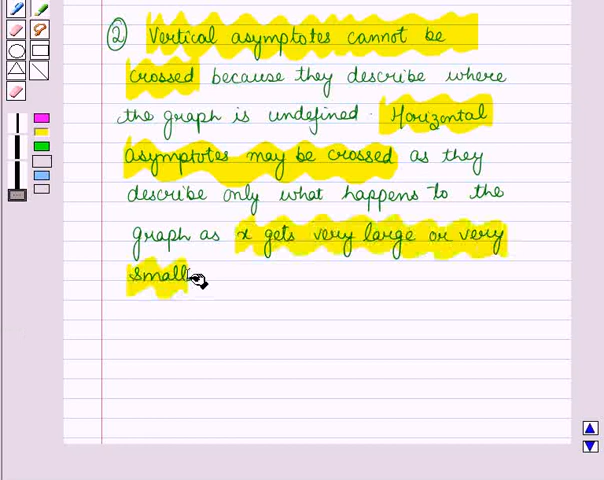 ② Vertical asymptotes cannot be
crossed because they describe where
the graph is undefined. Horizontal
asymptotes may be crossed as they
describe only what happens to the
graph as x gets very large or very
small